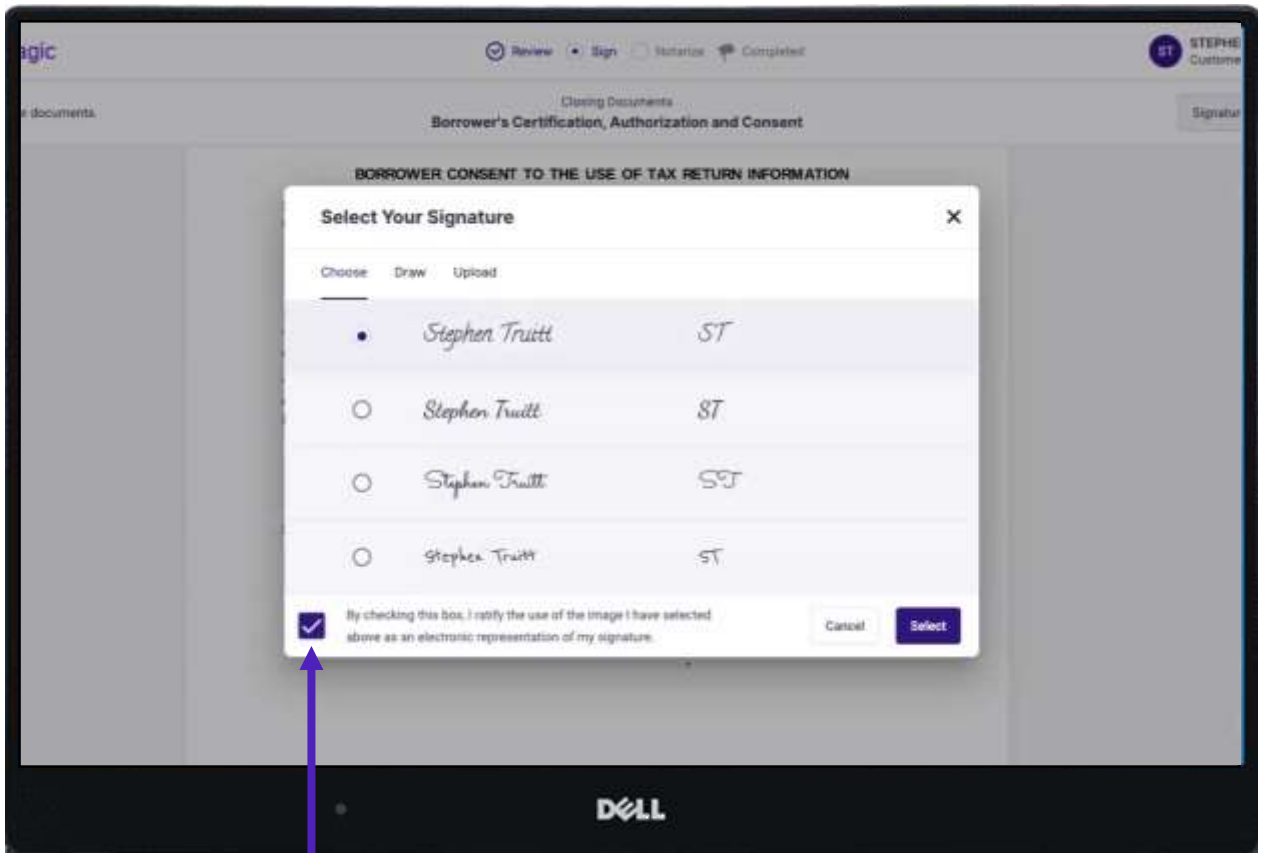 agic
Review Sign Notarize Completed
ST
STEPHE
Custome
documents
Closing Documents
Borrower's Certification, Authorization and Consent
Signatur
BORROWER CONSENT TO THE USE OF TAX RETURN INFORMATION
Select Your Signature
Choose Draw Upload
Stephen Truitt ST
Stephen Truitt ST
Stephen Truitt ST
Stephen Truitt ST
By checking this box, I ratify the use of the image I have selected
above as an electronic representation of my signature.
Cancel Select
DELL